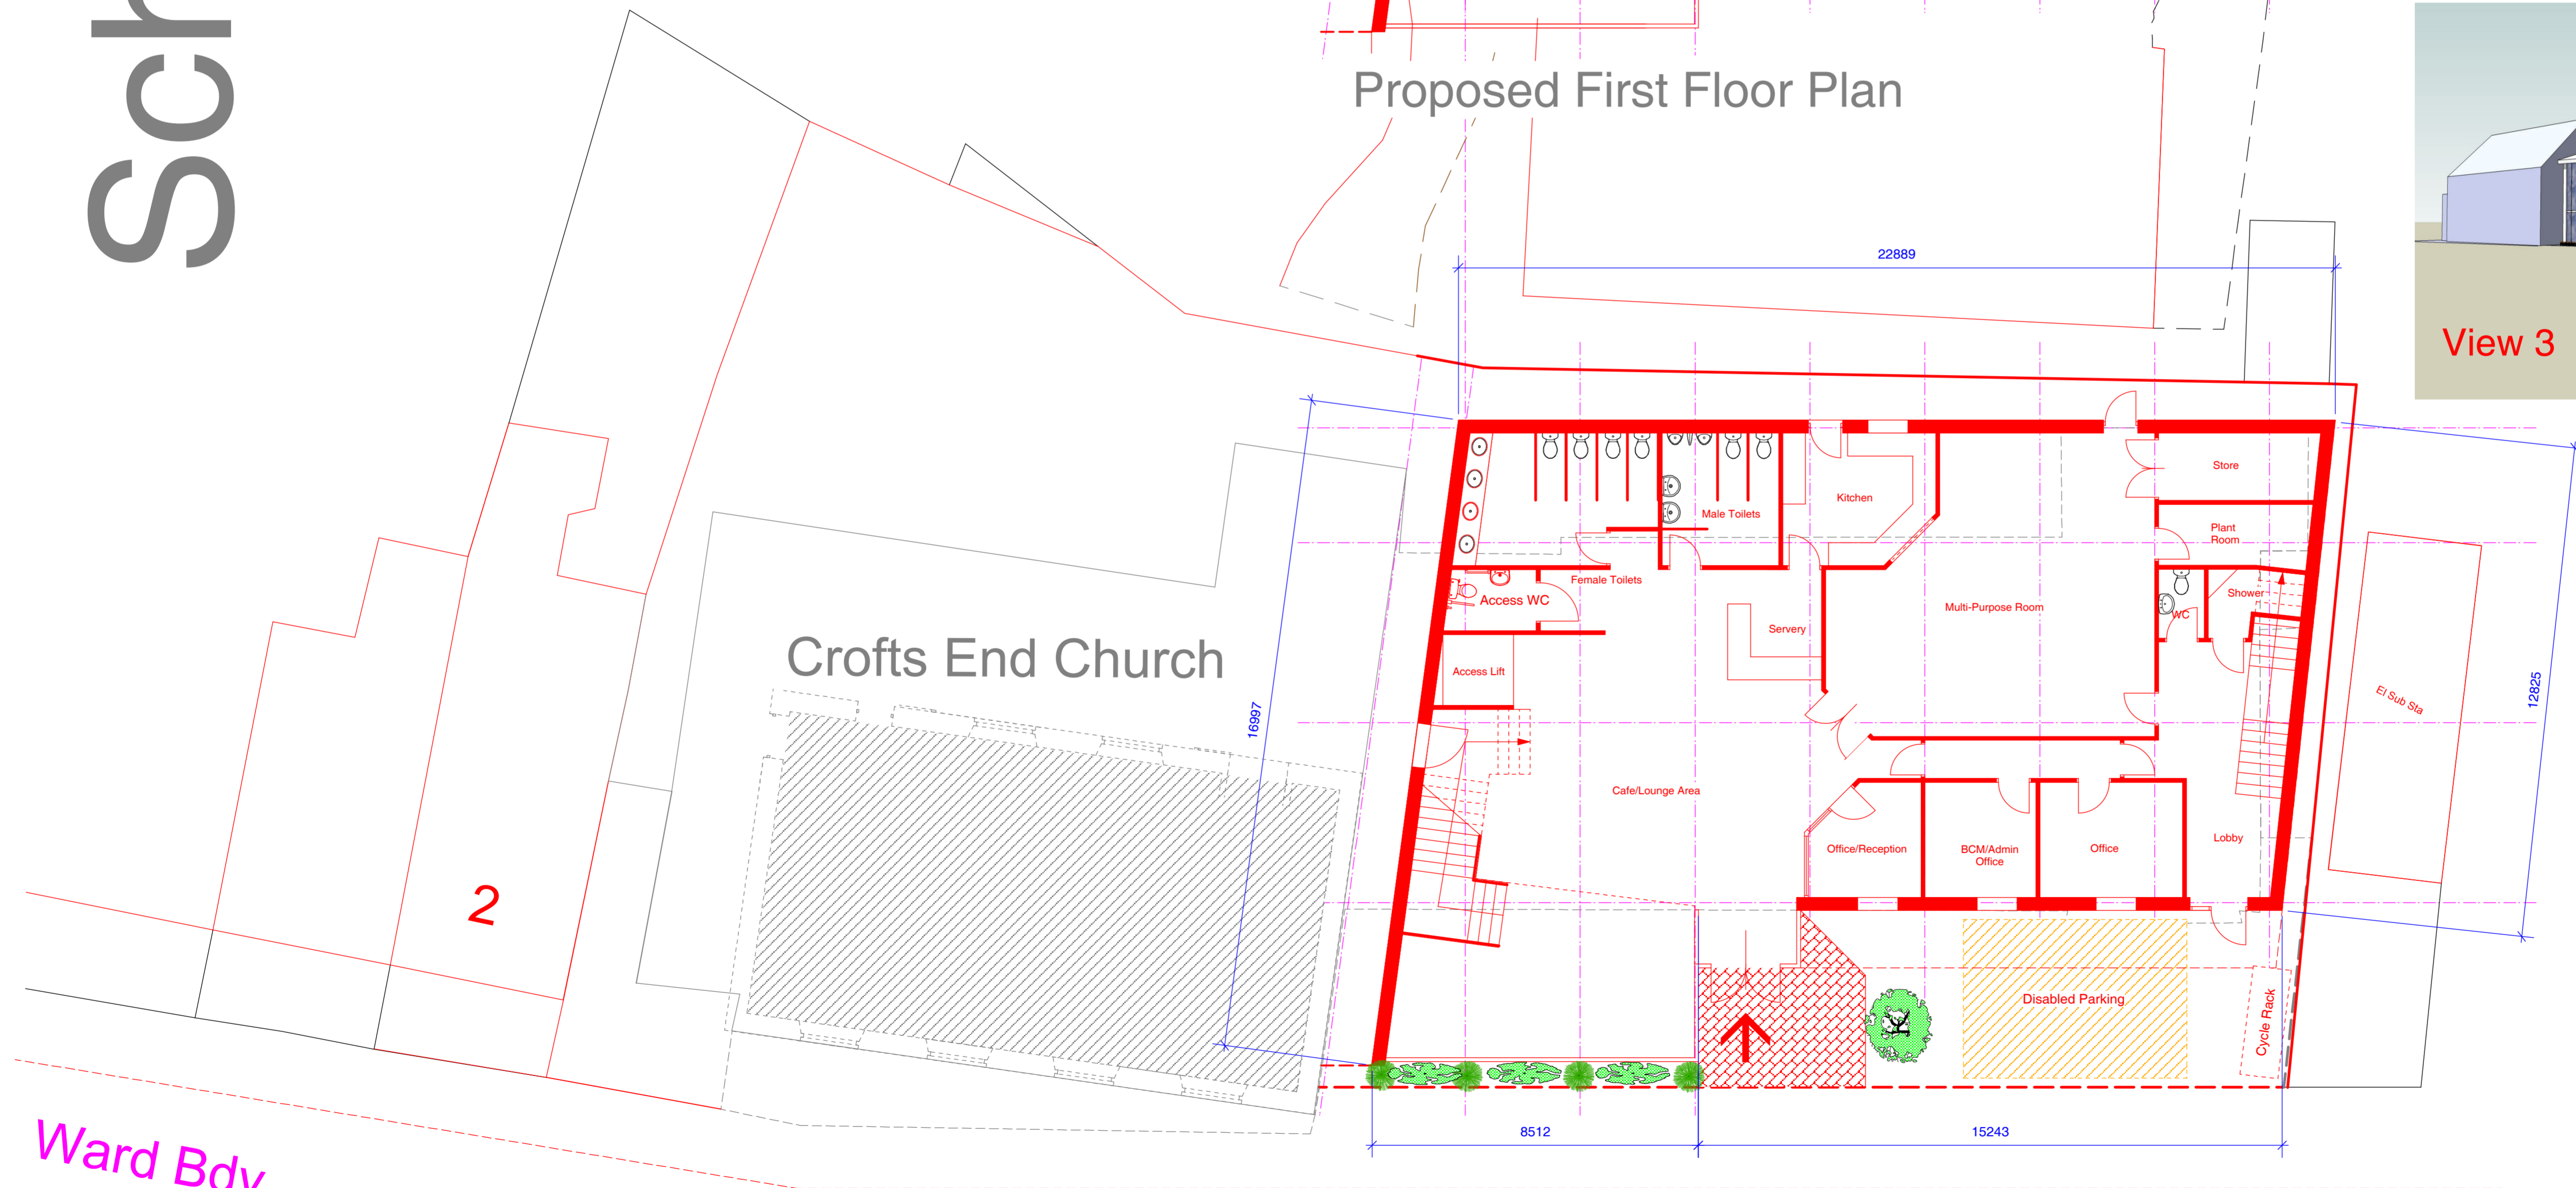 Sch
Proposed First Floor Plan
22889
View 3
Store
Kitchen
Male Toilets
Plant
Room
Female Toilets
Access WC
Shower
WC
Multi-Purpose Room
Servery
Crofts End Church
Access Lift
El Sub Sta
12825
16997
Cafe/Lounge Area
Office/Reception
BCM/Admin
Office
Office
Lobby
2
Disabled Parking
Cycle Rack
8512
15243
Ward Bdy